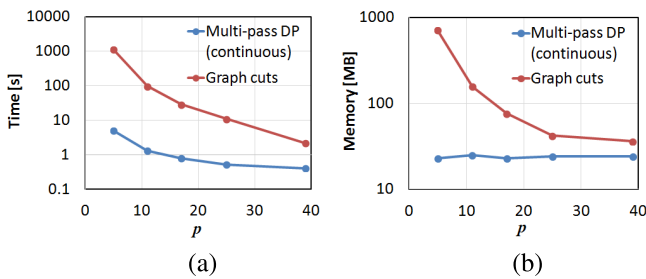 10000
1000
100
10
1
0.1
Time [s]
0
10
20
30
40
p
Multi-pass DP
(continuous)
Graph cuts
(a)
1000
100
10
Memory [MB]
0
10
20
30
40
p
Multi-pass DP
(continuous)
Graph cuts
(b)